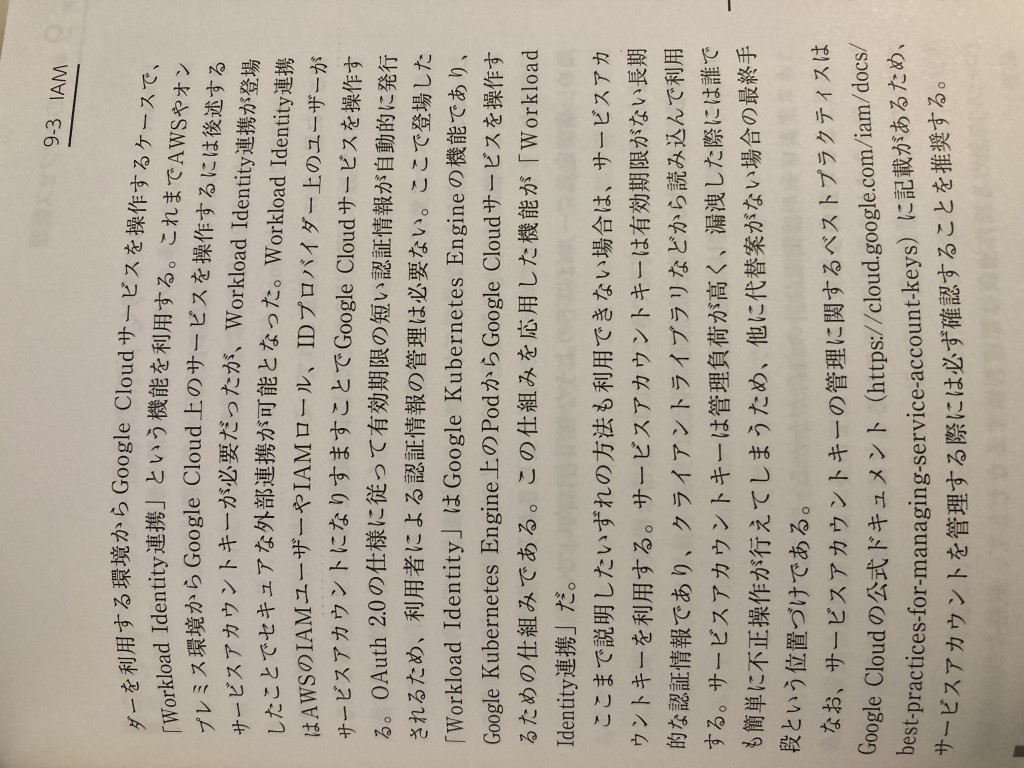 9-3 IAM
ダーを利用する環境からGoogle Cloudサービスを操作するケースで、
「Workload Identity連携」という機能を利用する。これまでAWSやオン
プレミス環境からGoogle Cloud上のサービスを操作するには後述する
サービスアカウントキーが必要だったが、Workload Identity連携が登場
したことでセキュアな外部連携が可能となった。Workload Identity連携
はAWSのIAMユーザーやIAMロール、IDプロバイダー上のユーザーが
サービスアカウントになりすますことでGoogle Cloudサービスを操作す
る。OAuth 2.0の仕様に従って有効期限の短い認証情報が自動的に発行
されるため、利用者による認証情報の管理は必要ない。ここで登場した
「Workload Identity」はGoogle Kubernetes Engineの機能であり、
Google Kubernetes Engine上のPodからGoogle Cloudサービスを操作す
るための仕組みである。この仕組みを応用した機能が「Workload
Identity連携」だ。
ここまで説明したいずれの方法も利用できない場合は、サービスアカ
ウントキーを利用する。サービスアカウントキーは有効期限がない長期
的な認証情報であり、クライアントライブラリなどから読み込んで利用
する。サービスアカウントキーは管理負荷が高く、漏洩した際には誰で
も簡単に不正操作が行えてしまうため、他に代替案がない場合の最終手
段という位置づけである。
なお、サービスアカウントキーの管理に関するベストプラクティスは
Google Cloudの公式ドキュメント（https://cloud.google.com/iam/docs/
best-practices-for-managing-service-account-keys）に記載があるため、
サービスアカウントを管理する際には必ず確認することを推奨する。